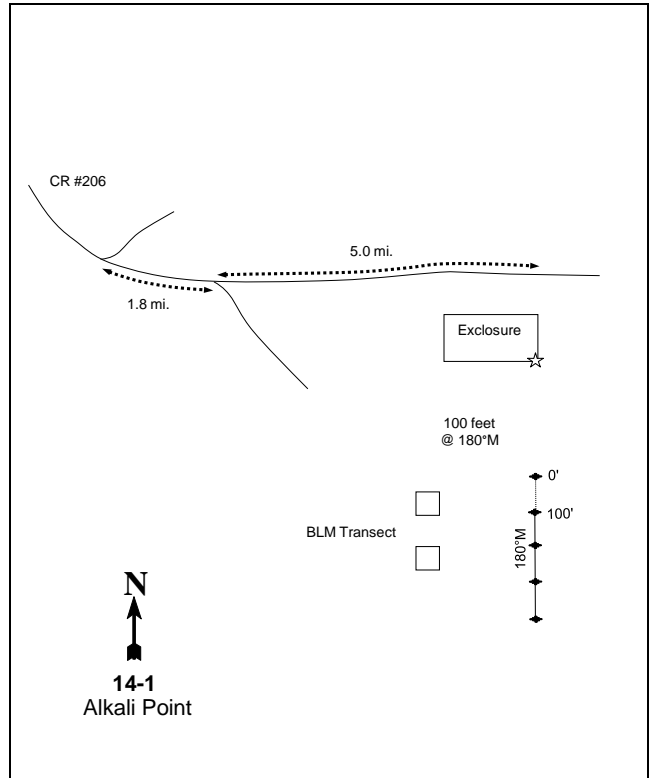 CR #206
5.0 mi.
1.8 mi.
Exclosure
100 feet
@ 180°M
0'
100'
BLM Transect
180°M
N
14-1
Alkali Point